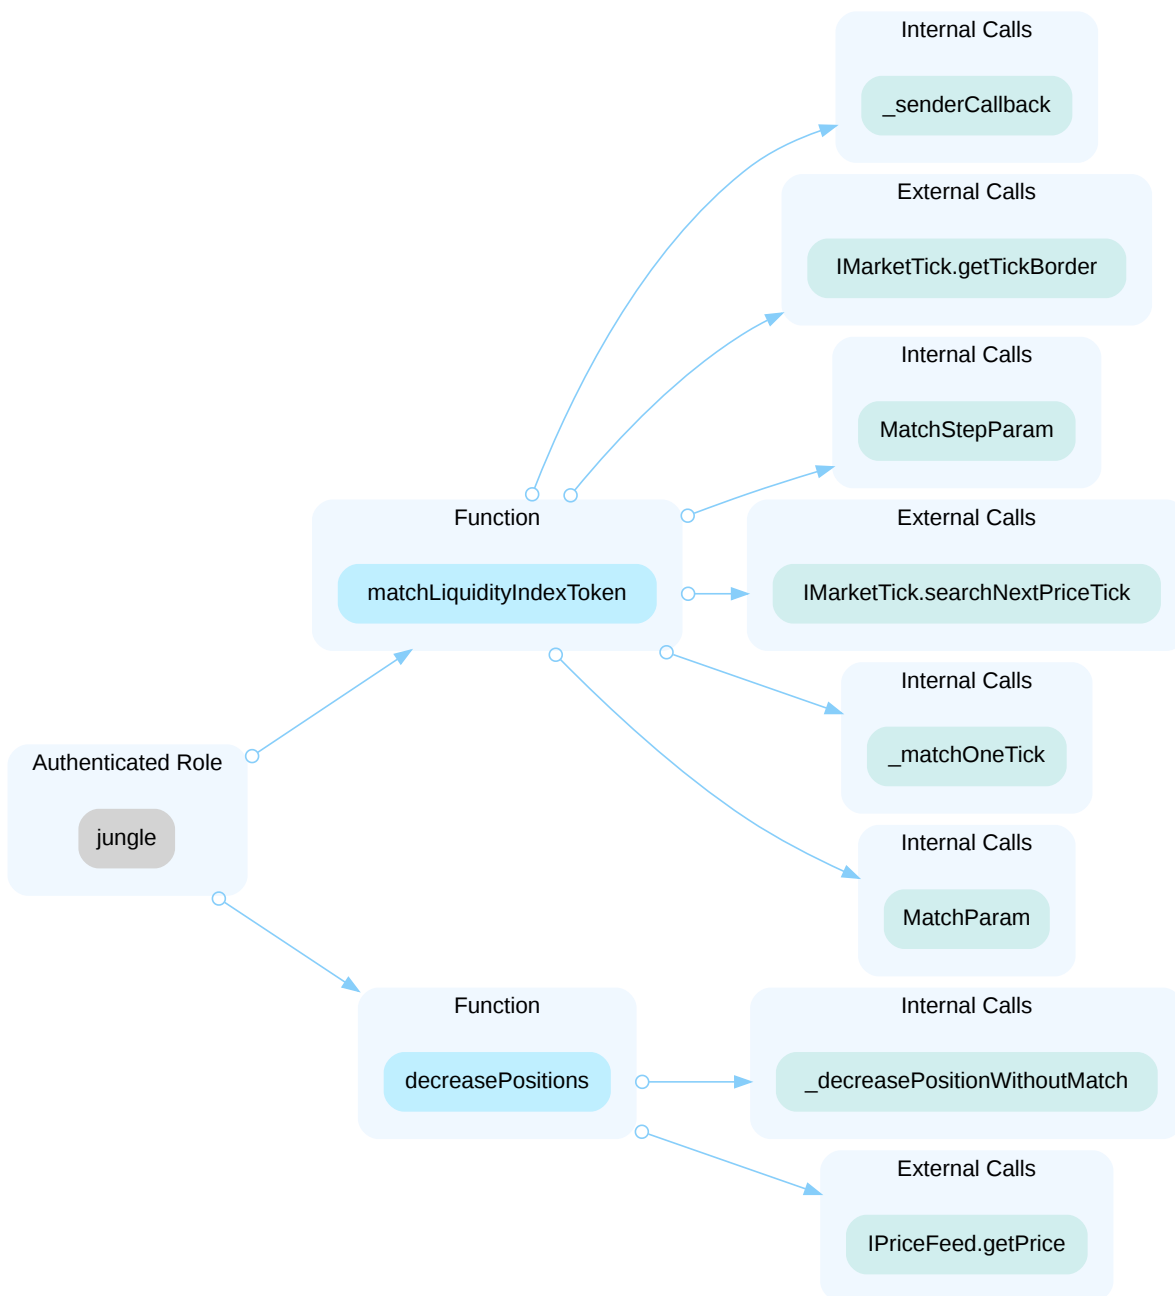 Internal Calls
_senderCallback
External Calls
IMarketTick.getTickBorder
Internal Calls
MatchStepParam
Function
matchLiquidityIndexToken
External Calls
IMarketTick.searchNextPriceTick
Internal Calls
_matchOneTick
Authenticated Role
jungle
Internal Calls
MatchParam
Function
decreasePositions
Internal Calls
_decreasePositionWithoutMatch
External Calls
IPriceFeed.getPrice